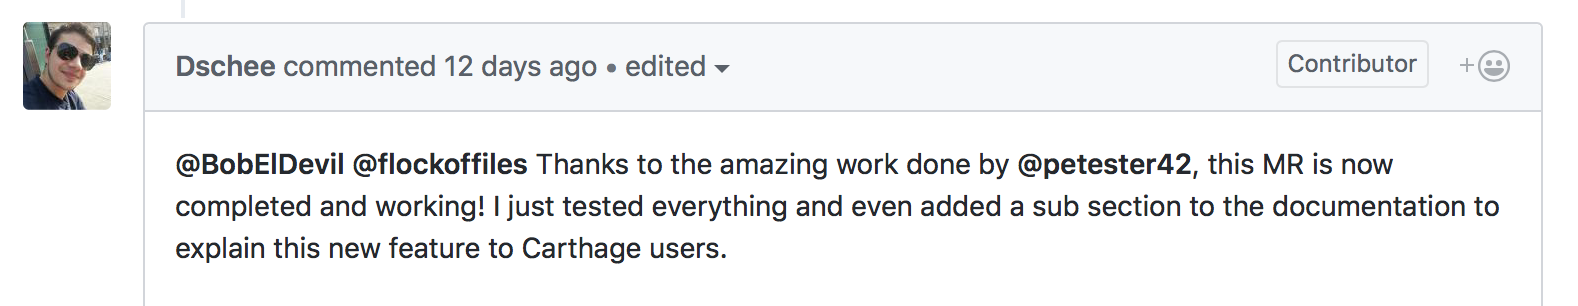 Dschee commented 12 days ago • edited
Contributor
@BobElDevil @flockoffiles Thanks to the amazing work done by @petester42, this MR is now
completed and working! I just tested everything and even added a sub section to the documentation to
explain this new feature to Carthage users.